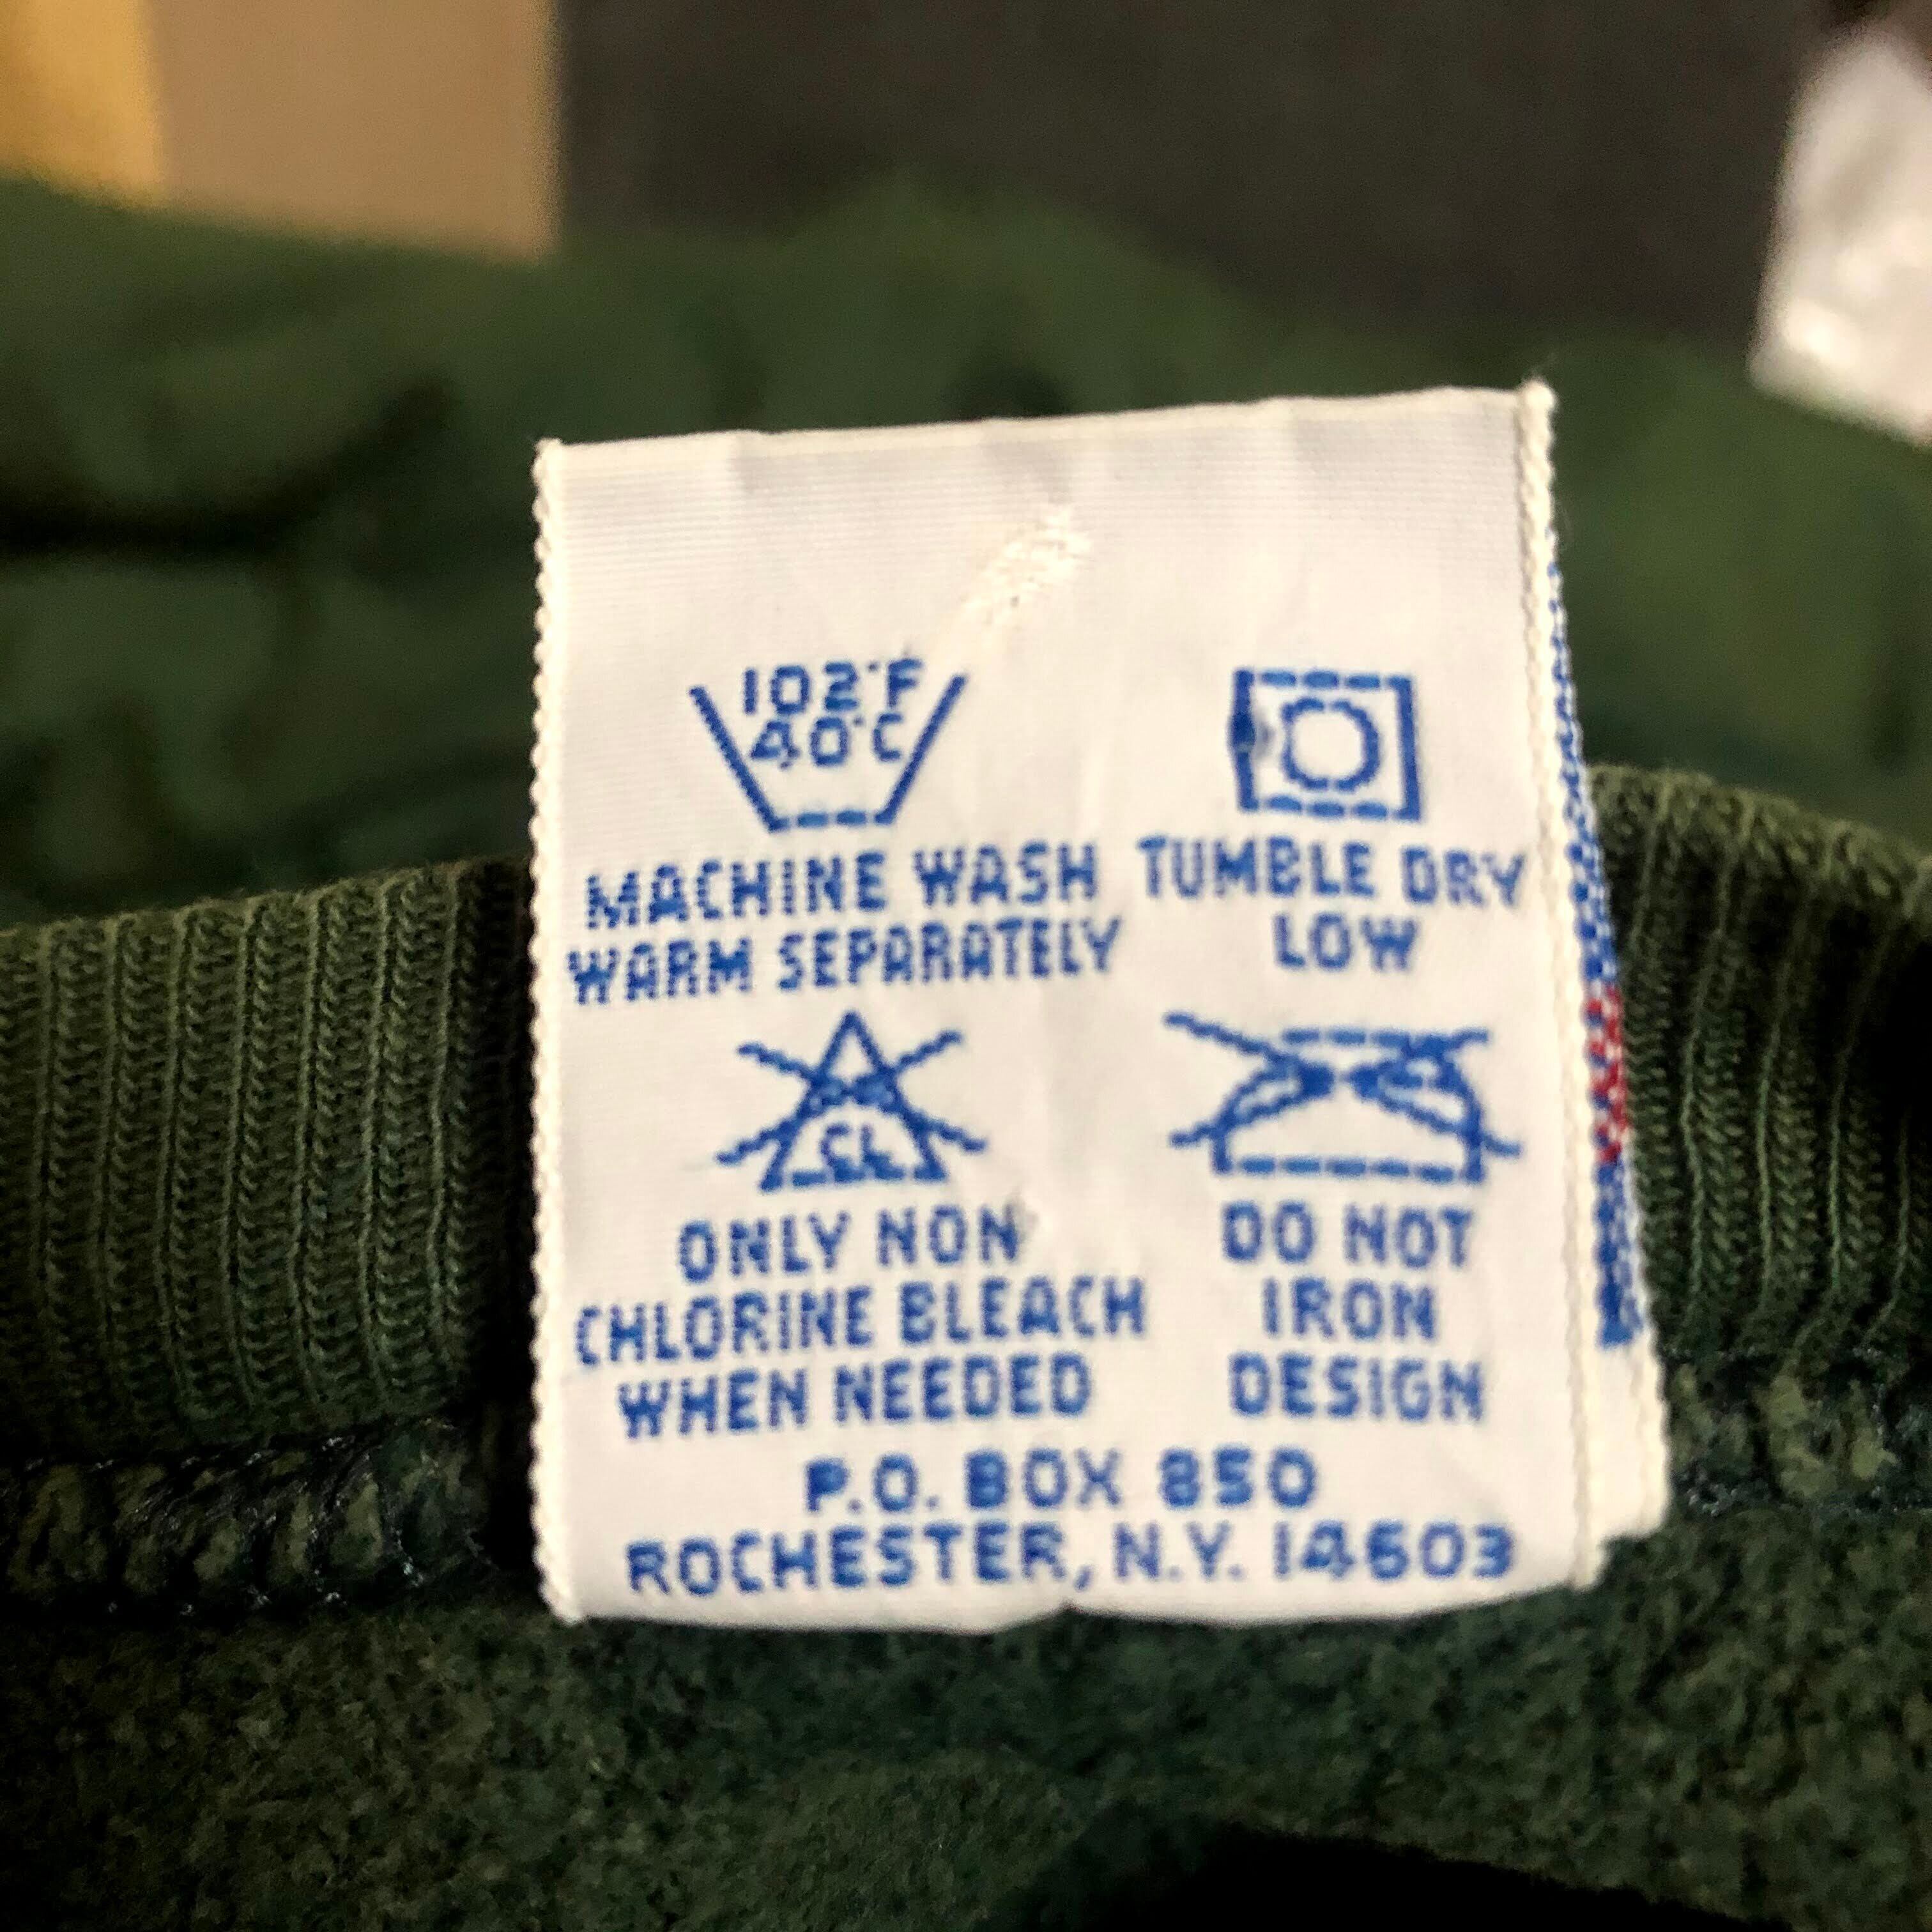 102°F
40°C
MACHINE WASH
WARM SEPARATELY
TUMBLE DRY
LOW
CL
ONLY NON
CHLORINE BLEACH
WHEN NEEDED
DO NOT
IRON
DESIGN
P.O. BOX 850
ROCHESTER, N.Y. 14603